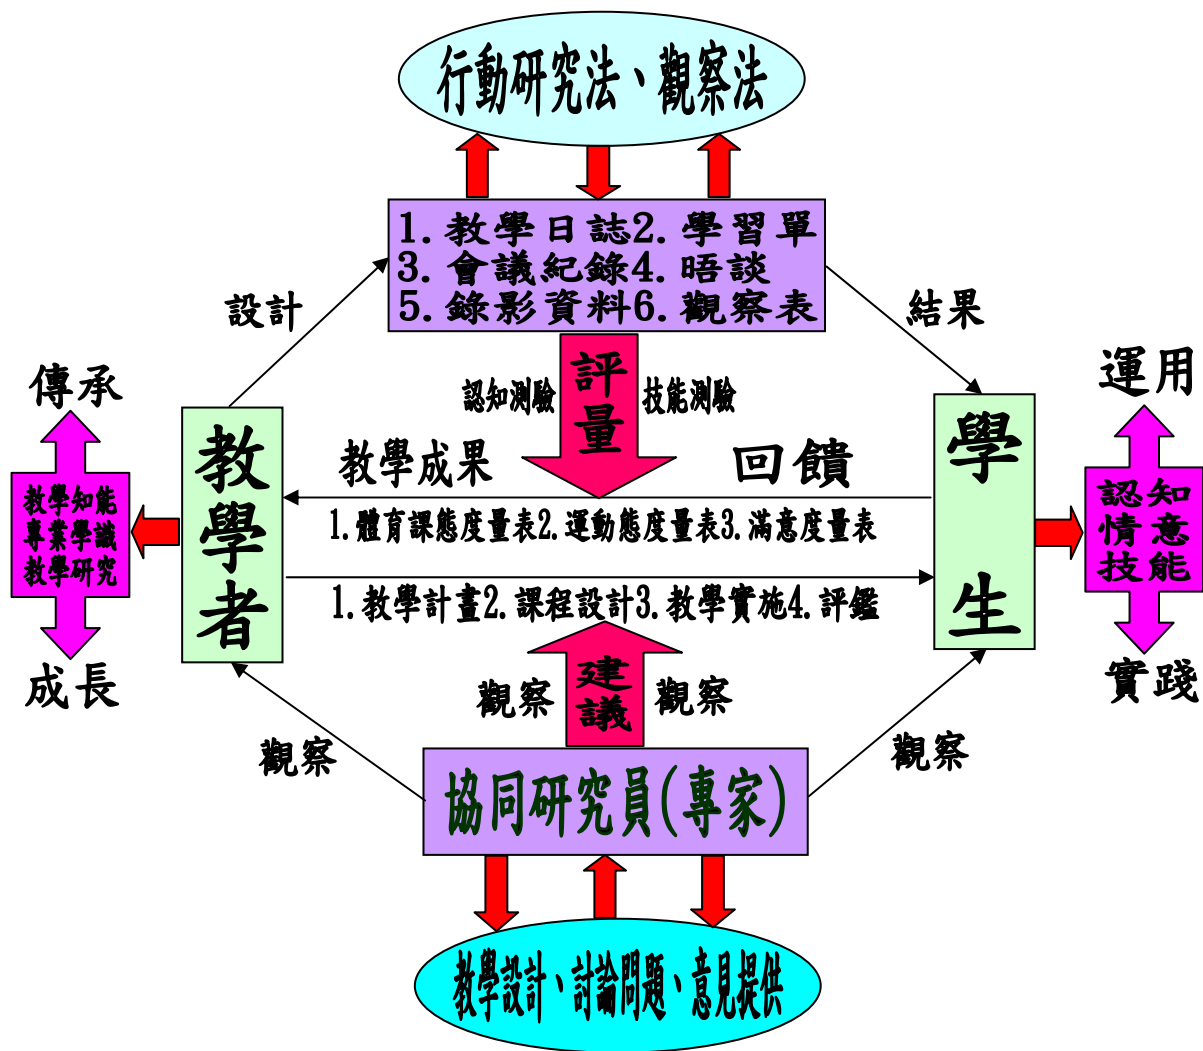 行動研究法、觀察法
1. 教學日誌2. 學習單
3. 會議紀錄4. 晤談
5. 錄影資料6. 觀察表
設計
結果
評量
認知測驗
技能測驗
傳承
教學知能
專業學識
教學研究
成長
教學者
教學成果
回饋
1. 體育課態度量表2. 運動態度量表3. 滿意度量表
1. 教學計畫2. 課程設計3. 教學實施4. 評鑑
學生
運用
認知
情意
技能
實踐
建議
觀察
觀察
觀察
觀察
協同研究員(專家)
教學設計、討論問題、意見提供